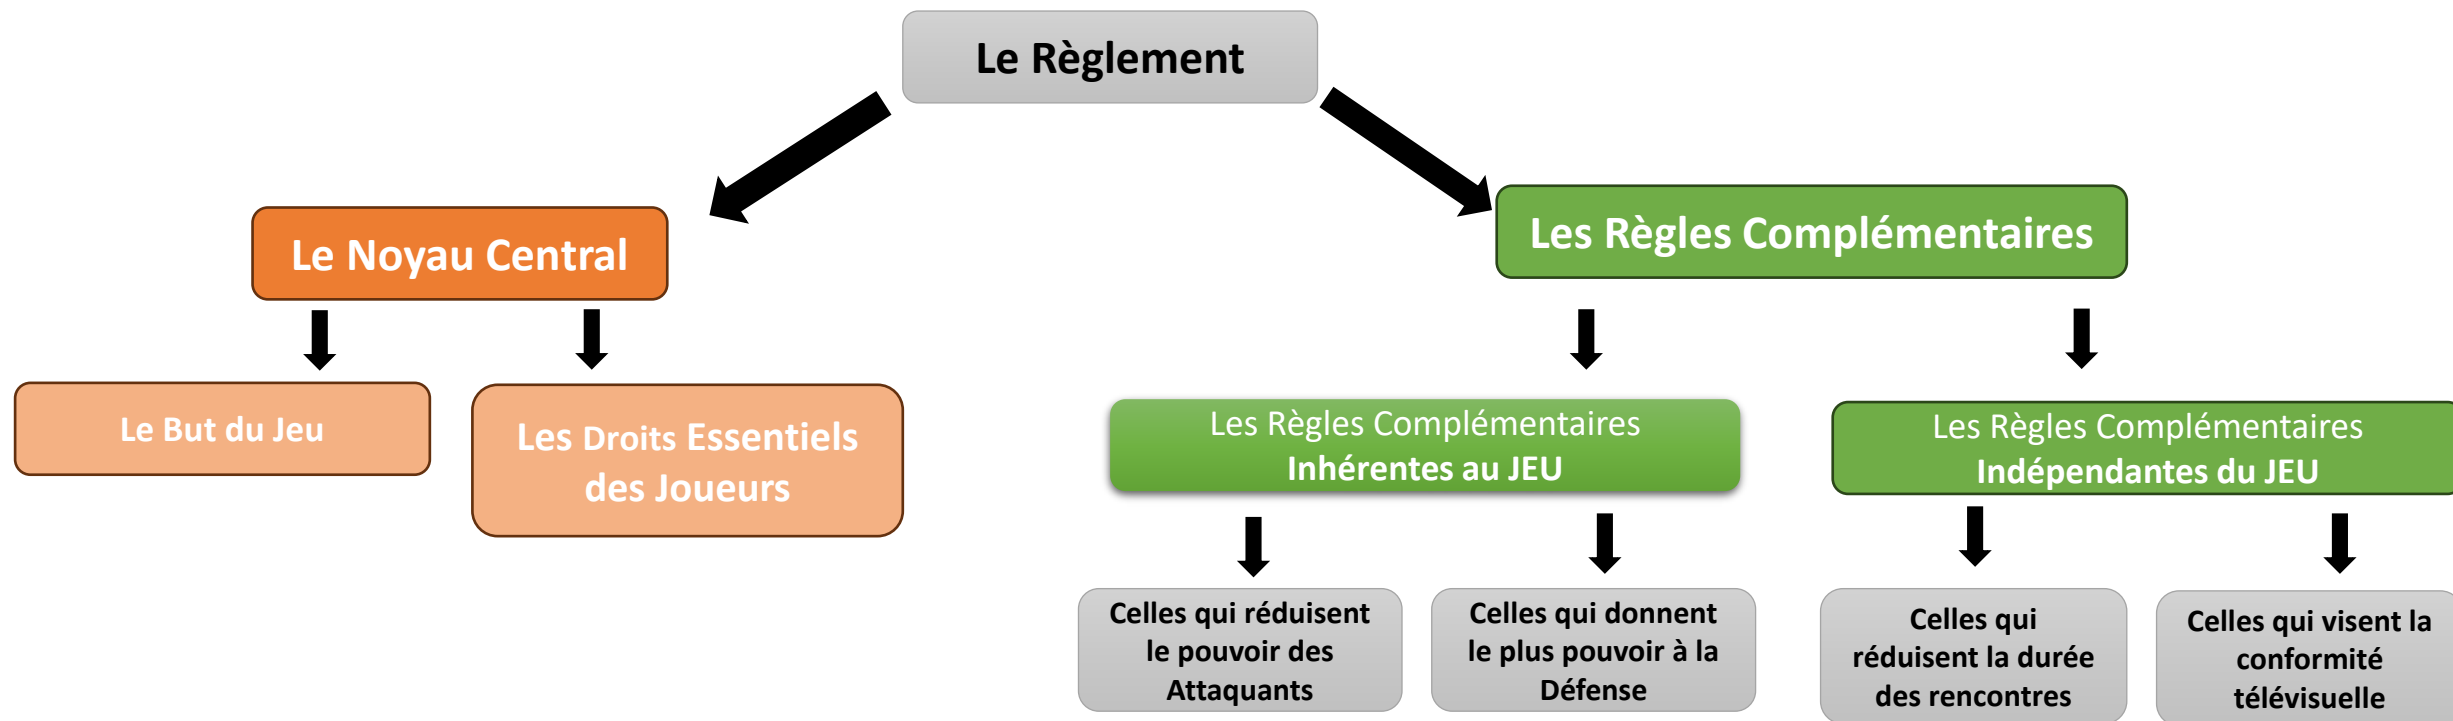 Le Règlement
Le Noyau Central
Les Règles Complémentaires
Le But du Jeu
Les Droits Essentiels
des Joueurs
Les Règles Complémentaires
Inhérentes au JEU
Les Règles Complémentaires
Indépendantes du JEU
Celles qui réduisent
le pouvoir des
Attaquants
Celles qui donnent
le plus pouvoir à la
Défense
Celles qui
réduisent la durée
des rencontres
Celles qui visent la
conformité
télévisuelle